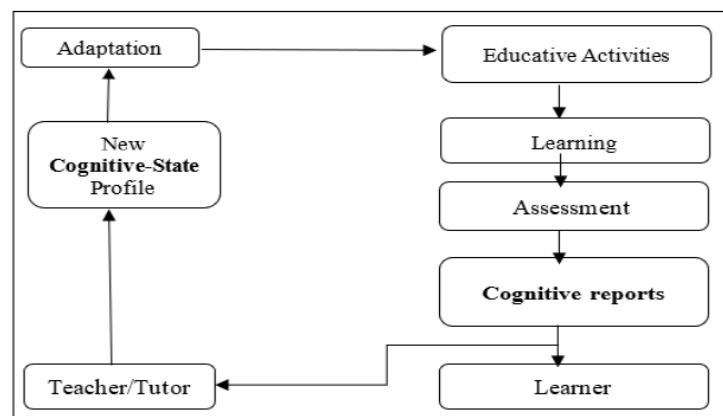 Adaptation
Educative Activities
New
Cognitive-State
Profile
Learning
Assessment
Cognitive reports
Teacher/Tutor
Learner